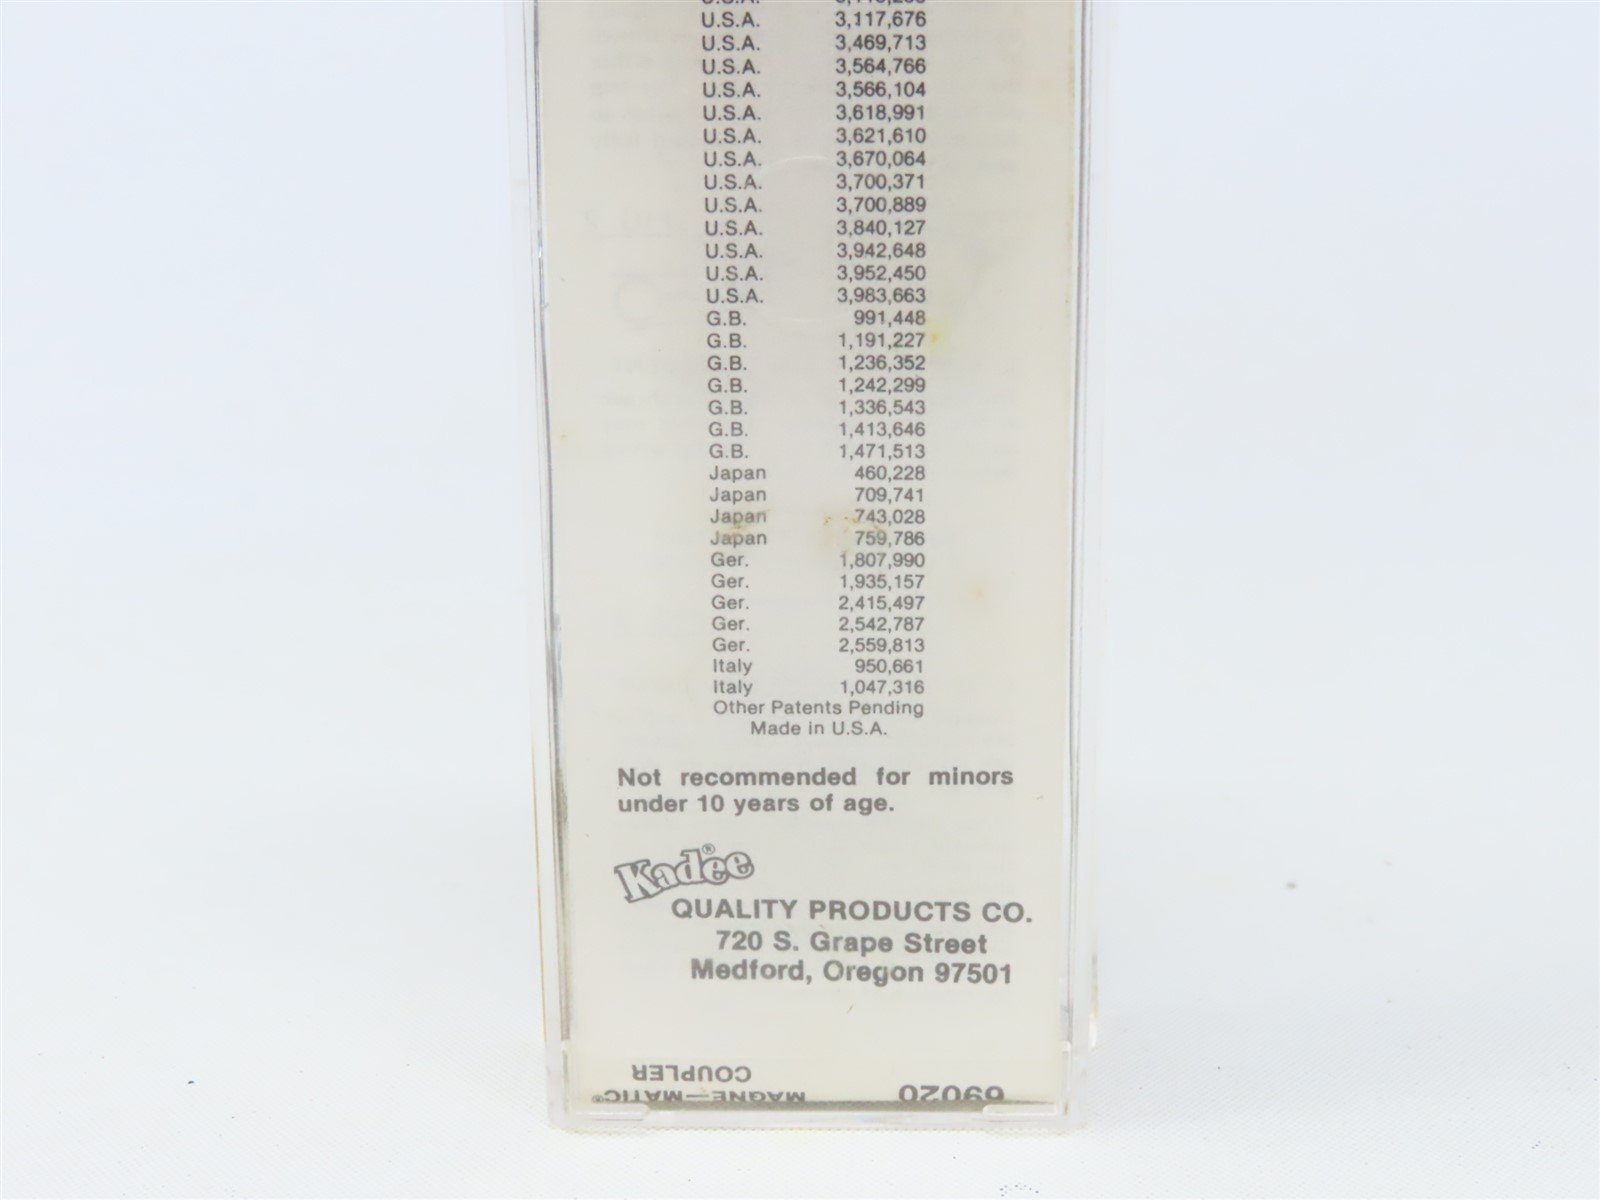 U.S.A. 3,117,676
U.S.A. 3,469,713
U.S.A. 3,564,766
U.S.A. 3,566,104
U.S.A. 3,618,991
U.S.A. 3,621,610
U.S.A. 3,670,064
U.S.A. 3,700,371
U.S.A. 3,700,889
U.S.A. 3,840,127
U.S.A. 3,942,648
U.S.A. 3,952,450
U.S.A. 3,983,663
G.B. 991,448
G.B. 1,191,227
G.B. 1,236,352
G.B. 1,242,299
G.B. 1,336,543
G.B. 1,413,646
G.B. 1,471,513
Japan 460,228
Japan 709,741
Japan 743,028
Japan 759,786
Ger. 1,807,990
Ger. 1,935,157
Ger. 2,415,497
Ger. 2,542,787
Ger. 2,559,813
Italy 950,661
Italy 1,047,316
Other Patents Pending
Made in U.S.A.
Not recommended for minors
under 10 years of age.
Kadee®
QUALITY PRODUCTS CO.
720 S. Grape Street
Medford, Oregon 97501
69020 MAGNE—MATIC®
COUPLER